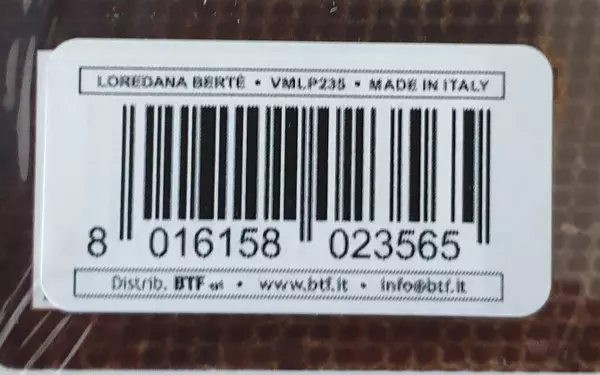 LOREDANA BERTÈ • VMLP235 • MADE IN ITALY
8 016158 023565
Distrib. BTF srl • www.btf.it • info@btf.it